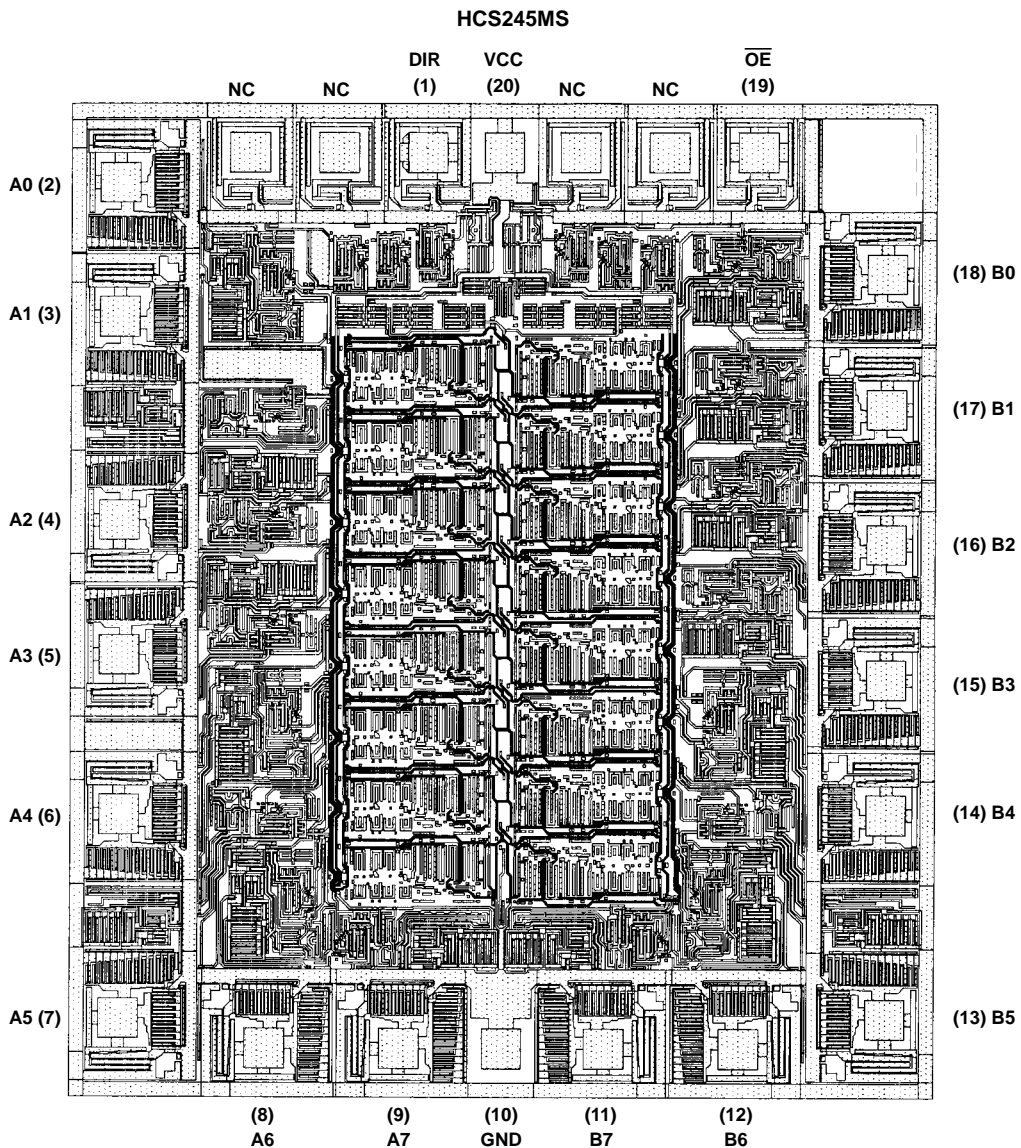 HCS245MS
DIR VCC OE
NC NC (1) (20) NC NC (19)
A0 (2)
(18) B0
A1 (3)
(17) B1
A2 (4)
(16) B2
A3 (5)
(15) B3
A4 (6)
(14) B4
A5 (7)
(13) B5
(8) (9) (10) (11) (12)
A6 A7 GND B7 B6